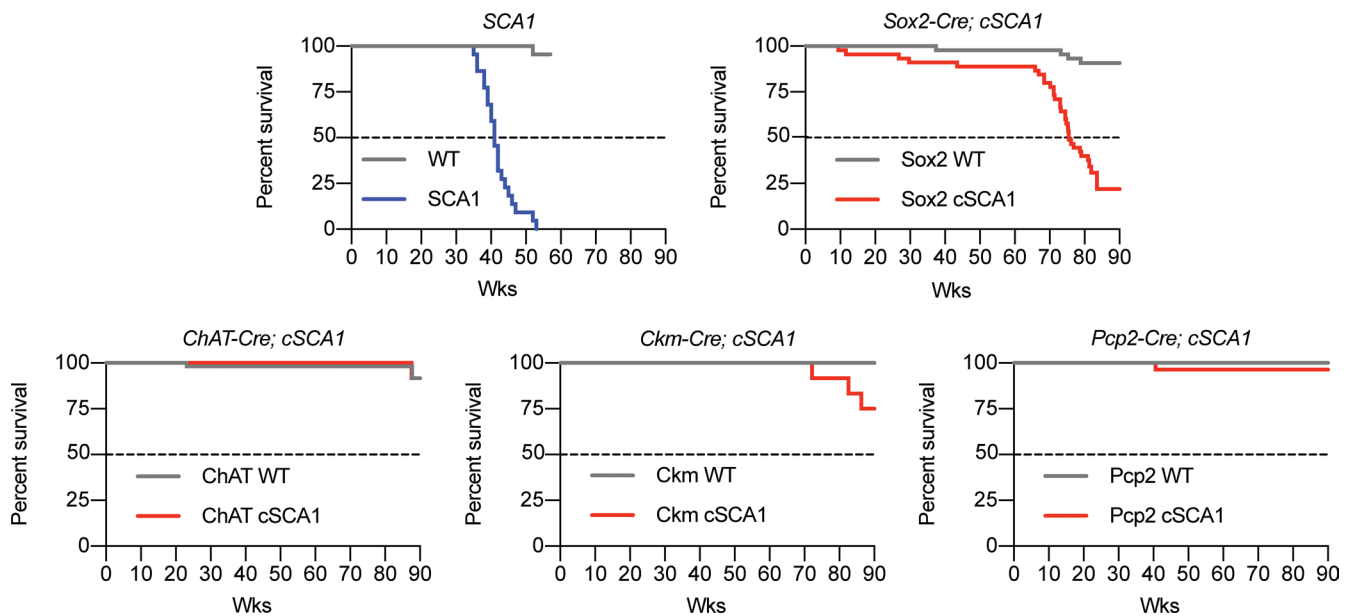 SCA1
Percent survival
100
75
50
25
0
WT
SCA1
0 10 20 30 40 50 60 70 80 90
Wks
Sox2-Cre; cSCA1
Percent survival
100
75
50
25
0
Sox2 WT
Sox2 cSCA1
0 10 20 30 40 50 60 70 80 90
Wks
ChAT-Cre; cSCA1
Percent survival
100
75
50
25
0
ChAT WT
ChAT cSCA1
0 10 20 30 40 50 60 70 80 90
Wks
Ckm-Cre; cSCA1
Percent survival
100
75
50
25
0
Ckm WT
Ckm cSCA1
0 10 20 30 40 50 60 70 80 90
Wks
Pcp2-Cre; cSCA1
Percent survival
100
75
50
25
0
Pcp2 WT
Pcp2 cSCA1
0 10 20 30 40 50 60 70 80 90
Wks